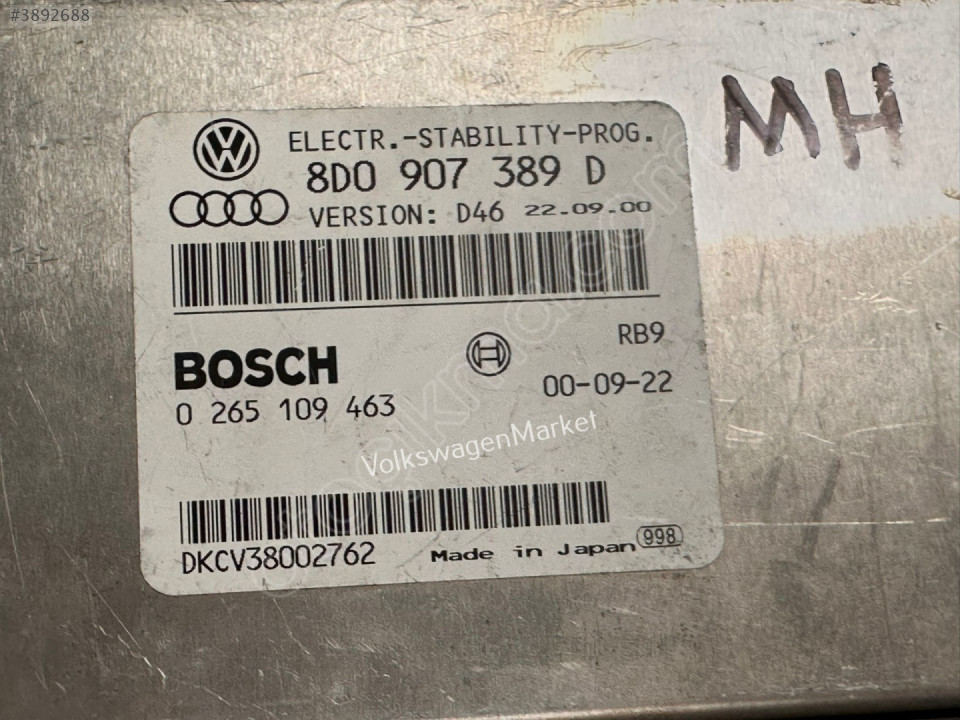 #3892688
MH
ELECTR.-STABILITY-PROG.
8D0 907 389 D
VERSION: D46 22.09.00
RB9
BOSCH
00-09-22
0 265 109 463
VolkswagenMarket
DKCV38002762
Made in Japan 998